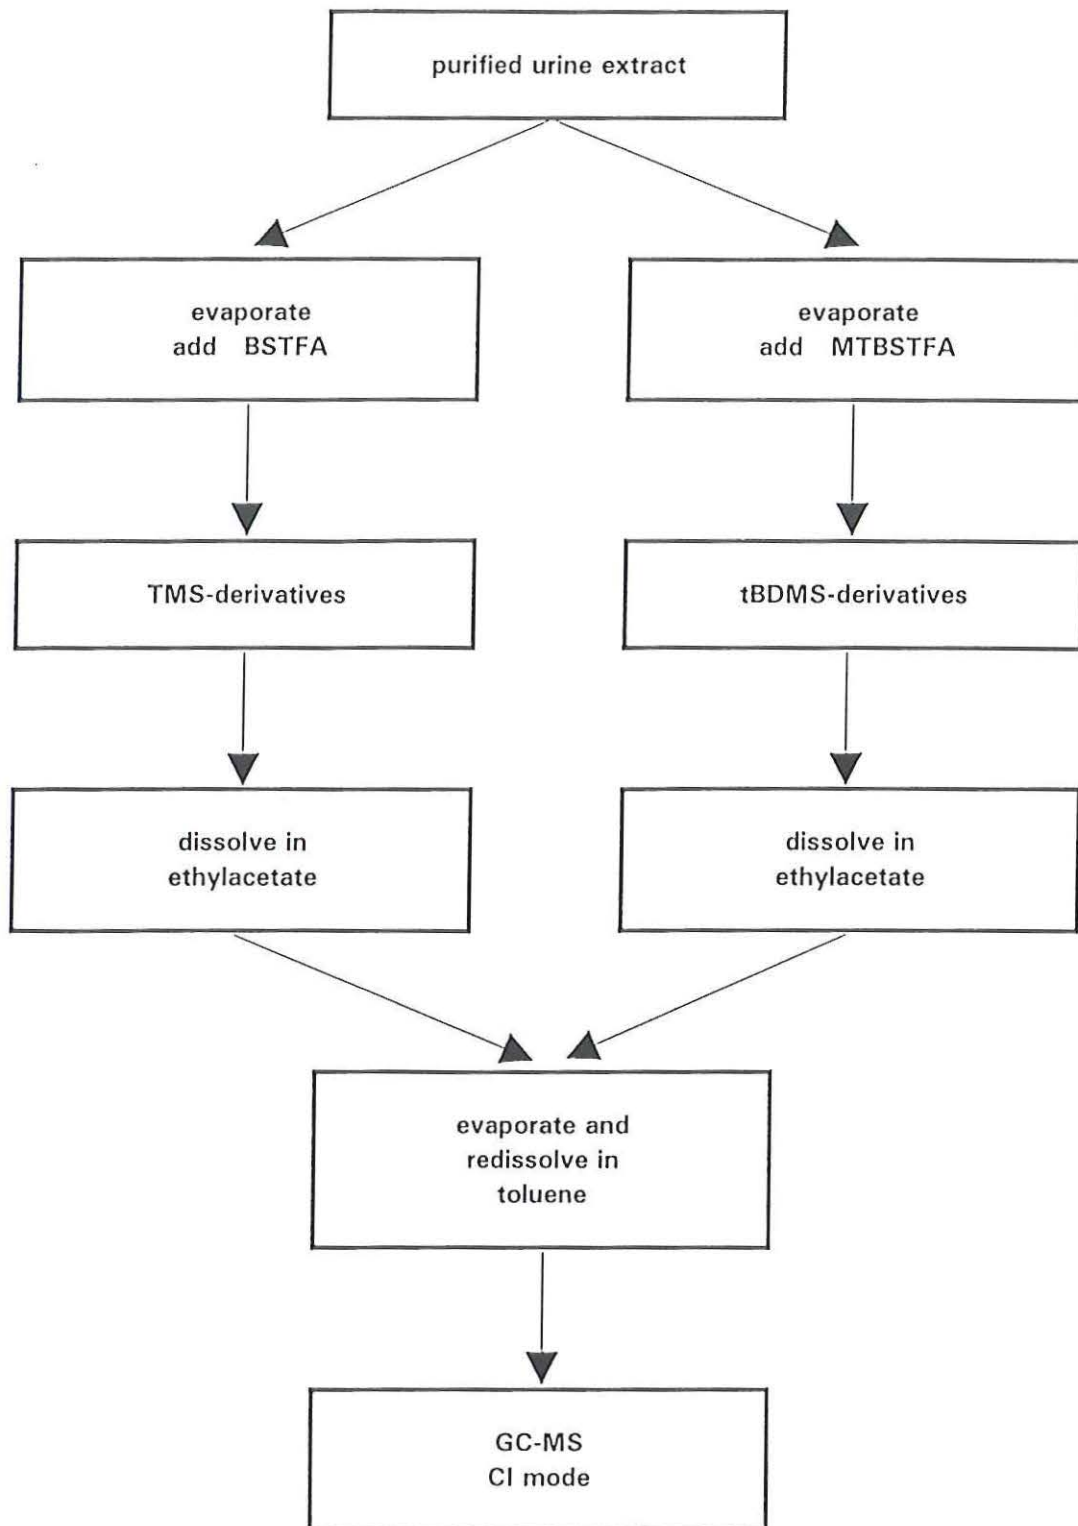 purified urine extract
evaporate
add BSTFA
evaporate
add MTBSTFA
TMS-derivatives
tBDMS-derivatives
dissolve in
ethylacetate
dissolve in
ethylacetate
evaporate and
redissolve in
toluene
GC-MS
CI mode